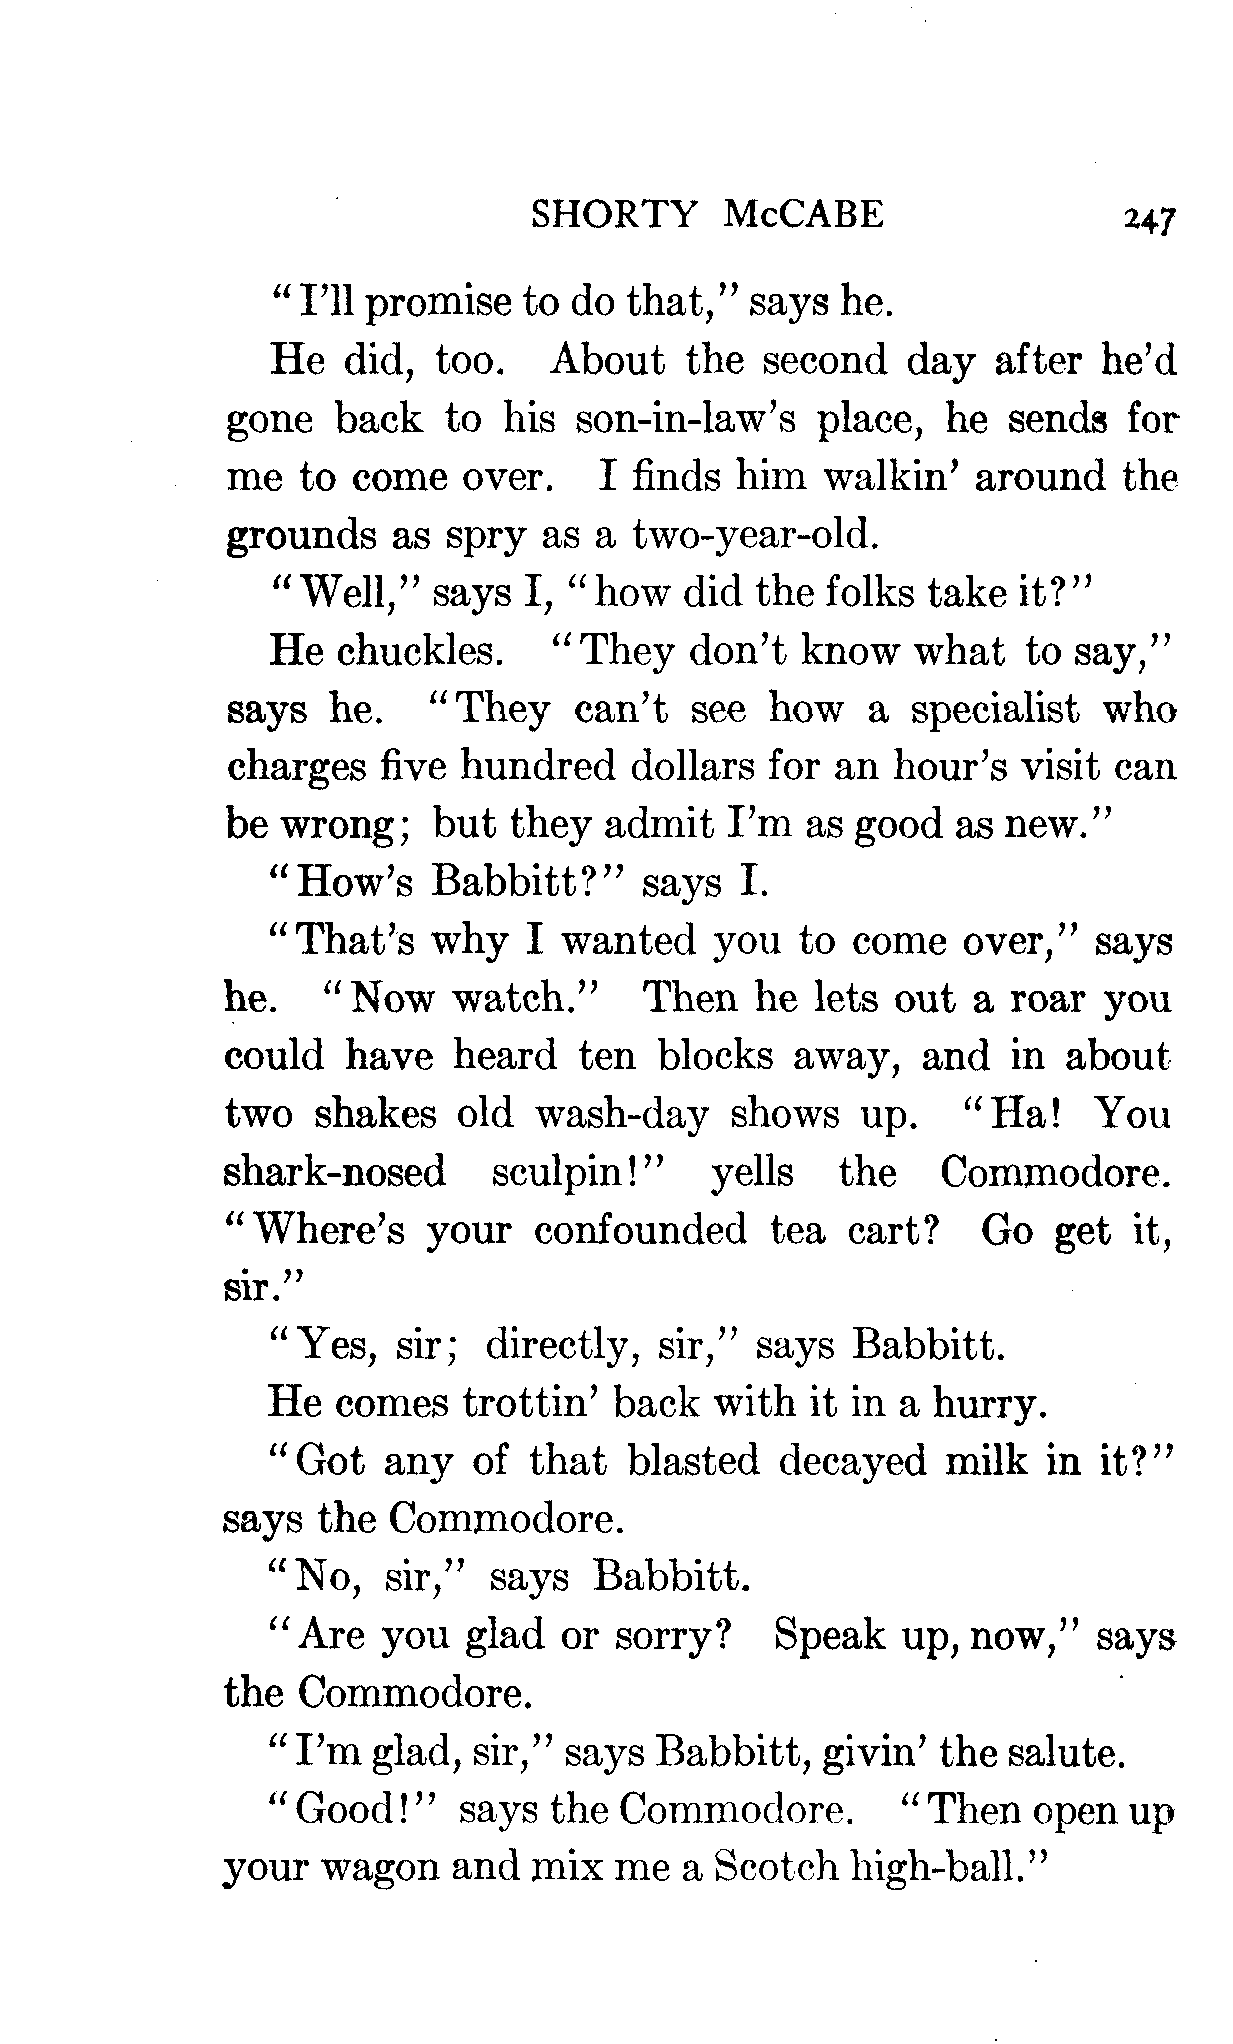 SHORTY McCABE 247
"I'll promise to do that," says he.
He did, too. About the second day after he'd
gone back to his son-in-law's place, he sends for
me to come over. I finds him walkin' around the
grounds as spry as a two-year-old.
"Well," says I, "how did the folks take it?"
He chuckles. "They don't know what to say,"
says he. "They can't see how a specialist who
charges five hundred dollars for an hour's visit can
be wrong; but they admit I'm as good as new."
"How's Babbitt?" says I.
"That's why I wanted you to come over," says
he. "Now watch." Then he lets out a roar you
could have heard ten blocks away, and in about
two shakes old wash-day shows up. "Ha! You
shark-nosed sculpin!" yells the Commodore.
"Where's your confounded tea cart? Go get it,
sir."
"Yes, sir; directly, sir," says Babbitt.
He comes trottin' back with it in a hurry.
"Got any of that blasted decayed milk in it?"
says the Commodore.
"No, sir," says Babbitt.
"Are you glad or sorry? Speak up, now," says
the Commodore.
"I'm glad, sir," says Babbitt, givin' the salute.
"Good!" says the Commodore. "Then open up
your wagon and mix me a Scotch high-ball."